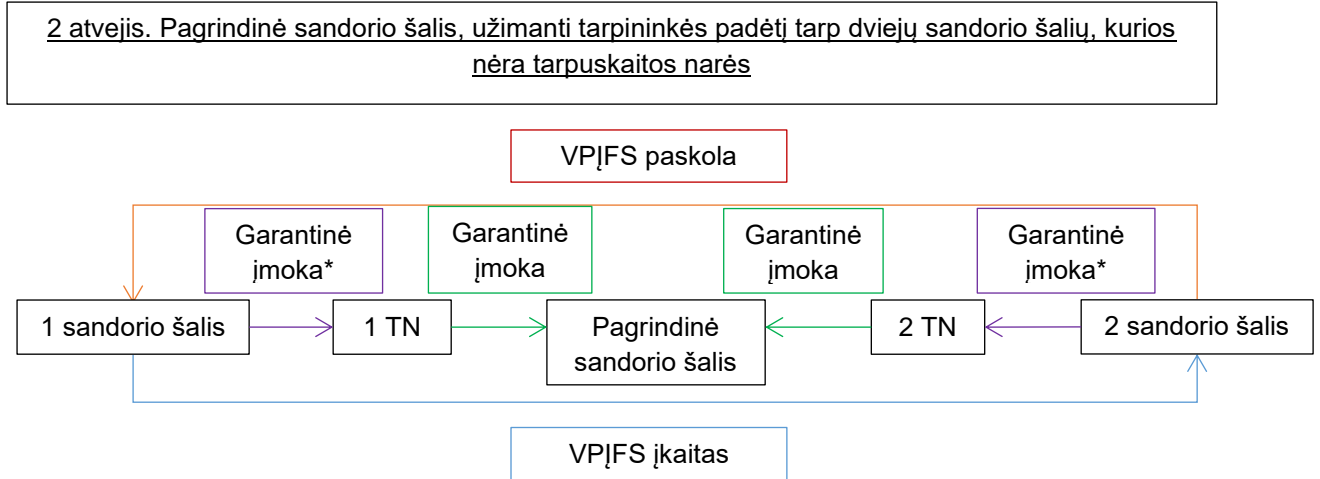 2 atvejis. Pagrindinė sandorio šalis, užimanti tarpininkės padėtį tarp dviejų sandorio šalių, kurios
nėra tarpuskaitos narės
VPĮFS paskola
Garantinė
įmoka*
Garantinė
įmoka
Garantinė
įmoka
Garantinė
įmoka*
1 sandorio šalis
1 TN
Pagrindinė
sandorio šalis
2 TN
2 sandorio šalis
VPĮFS įkaitas